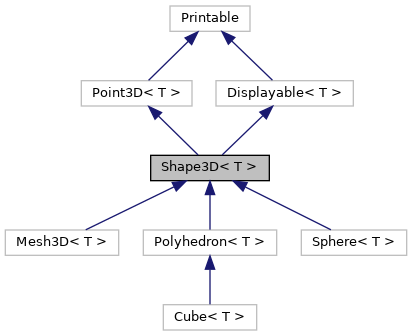 Printable
Point3D< T >
Displayable< T >
Shape3D< T >
Mesh3D< T >
Polyhedron< T >
Sphere< T >
Cube< T >